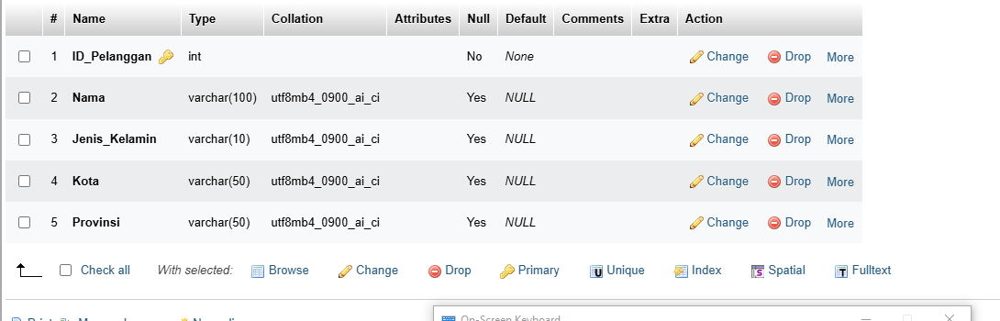 # Name Type Collation Attributes Null Default Comments Extra Action
1 ID_Pelanggan int No None Change Drop More
2 Nama varchar(100) utf8mb4_0900_ai_ci Yes NULL Change Drop More
3 Jenis_Kelamin varchar(10) utf8mb4_0900_ai_ci Yes NULL Change Drop More
4 Kota varchar(50) utf8mb4_0900_ai_ci Yes NULL Change Drop More
5 Provinsi varchar(50) utf8mb4_0900_ai_ci Yes NULL Change Drop More
Check all With selected: Browse Change Drop Primary Unique Index Spatial Fulltext
On-Screen Keyboard